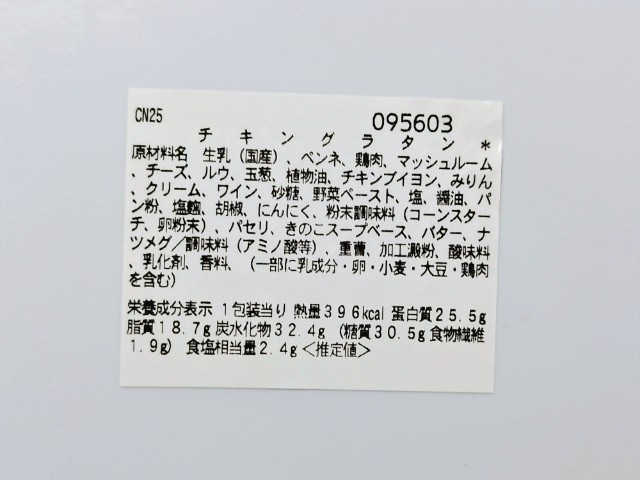 CN25
095603
チキングラタン *
原材料名 生乳（国産）、ペンネ、鶏肉、マッシュルーム
、チーズ、ルウ、玉葱、植物油、チキンブイヨン、みりん
、クリーム、ワイン、砂糖、野菜ペースト、塩、醤油、パ
ン粉、塩麹、胡椒、にんにく、粉末調味料（コーンスター
チ、卵粉末）、パセリ、きのこスープベース、バター、ナ
ツメグ／調味料（アミノ酸等）、重曹、加工澱粉、酸味料
、乳化剤、香料、（一部に乳成分・卵・小麦・大豆・鶏肉
を含む）
栄養成分表示 1包装当り 熱量396kcal 蛋白質25.5g
脂質18.7g 炭水化物32.4g（糖質30.5g 食物繊維
1.9g） 食塩相当量2.4g＜推定値＞